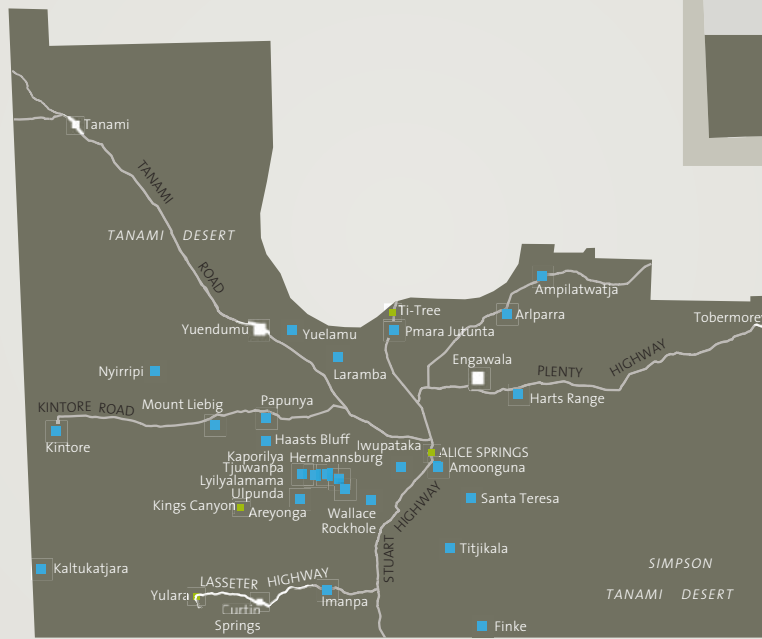 Tanami
TANAMI
TANAMI DESERT
ROAD
Ti-Tree
Ampilatwatja
Arlparra
Tobermorey
Yuendumu
Yuelamu
Pmara Jutunta
Engawala
PLENTY
HIGHWAY
Nyirripi
Laramba
Harts Range
KINTORE ROAD
Mount Liebig
Papunya
Kintore
Haasts Bluff
Iwupataka
ALICE SPRINGS
Kaporilya
Hermannsburg
Tjuwanpa
Amoonguna
Lyilyalamama
Ulpunda
Kings Canyon
Areyonga
Wallace
Rockhole
Santa Teresa
STUART HIGHWAY
Titjikala
Kaltukatjara
SIMPSON
TANAMI DESERT
LASSETER HIGHWAY
Yulara
Imanpa
Curtin
Springs
Finke